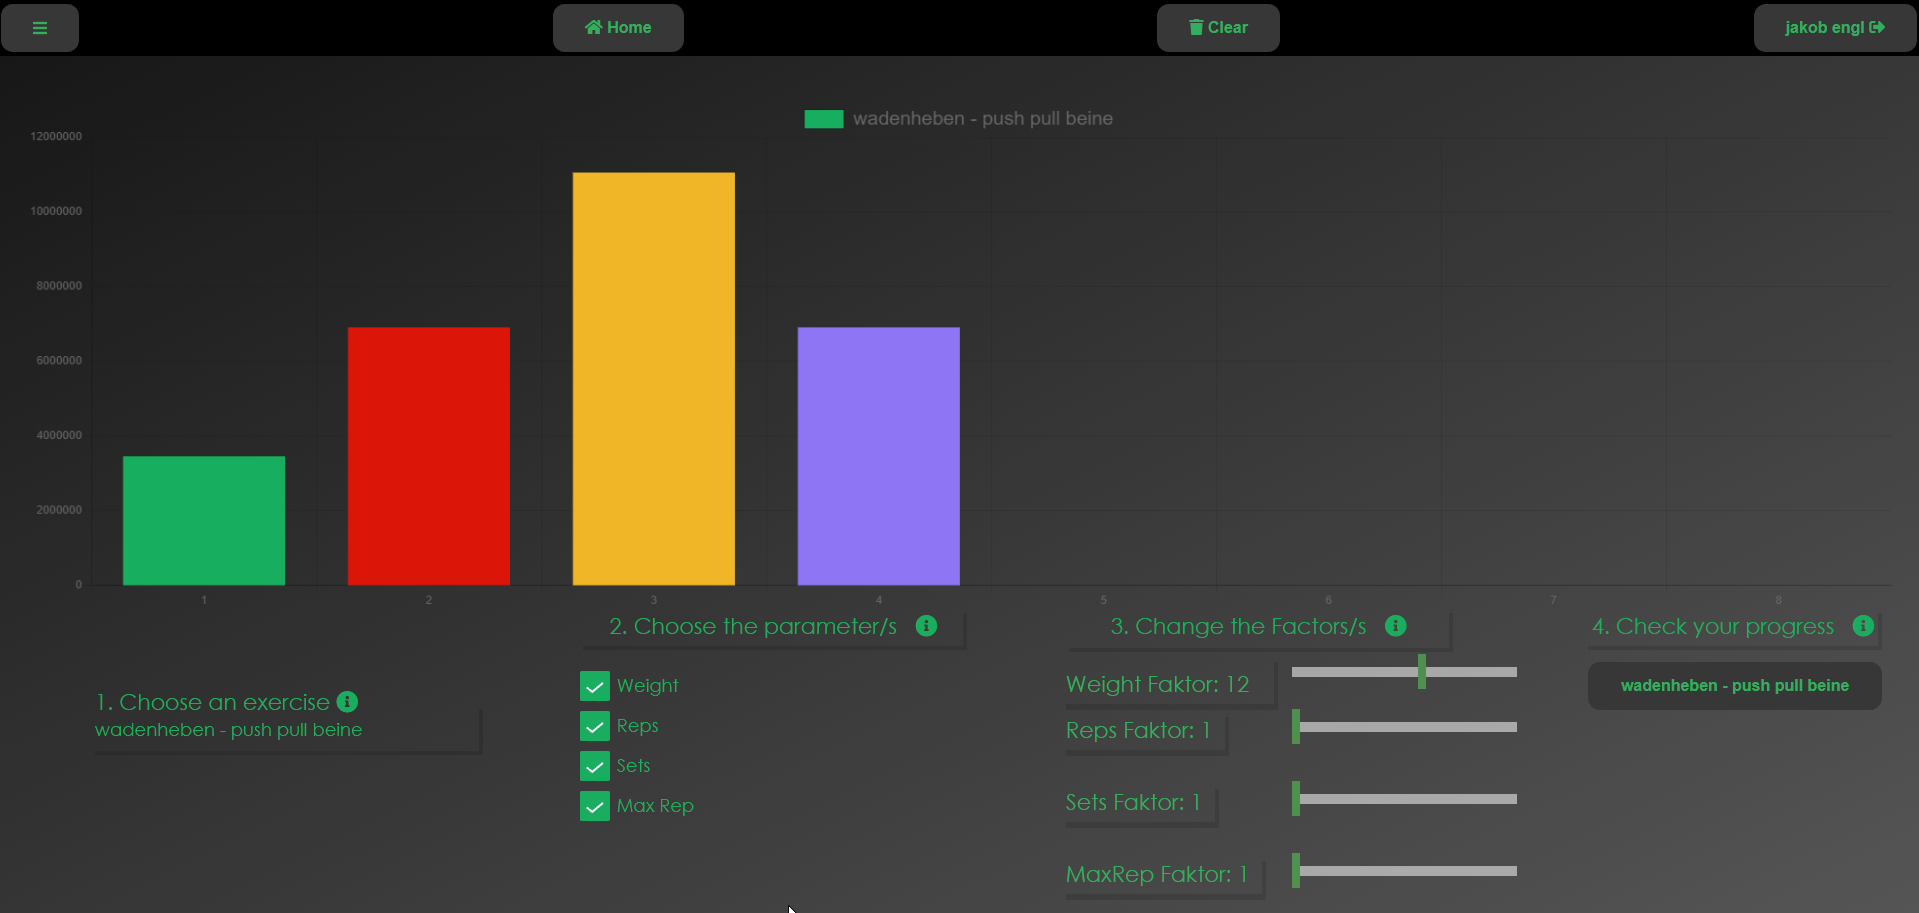 Home
Clear
jakob engl
wadenheben - push pull beine
12000000
10000000
8000000
6000000
4000000
2000000
0
1 2 3 4 5 6 7 8
1. Choose an exercise
wadenheben - push pull beine
2. Choose the parameter/s
Weight
Reps
Sets
Max Rep
3. Change the Factors/s
Weight Faktor: 12
Reps Faktor: 1
Sets Faktor: 1
MaxRep Faktor: 1
4. Check your progress
wadenheben - push pull beine